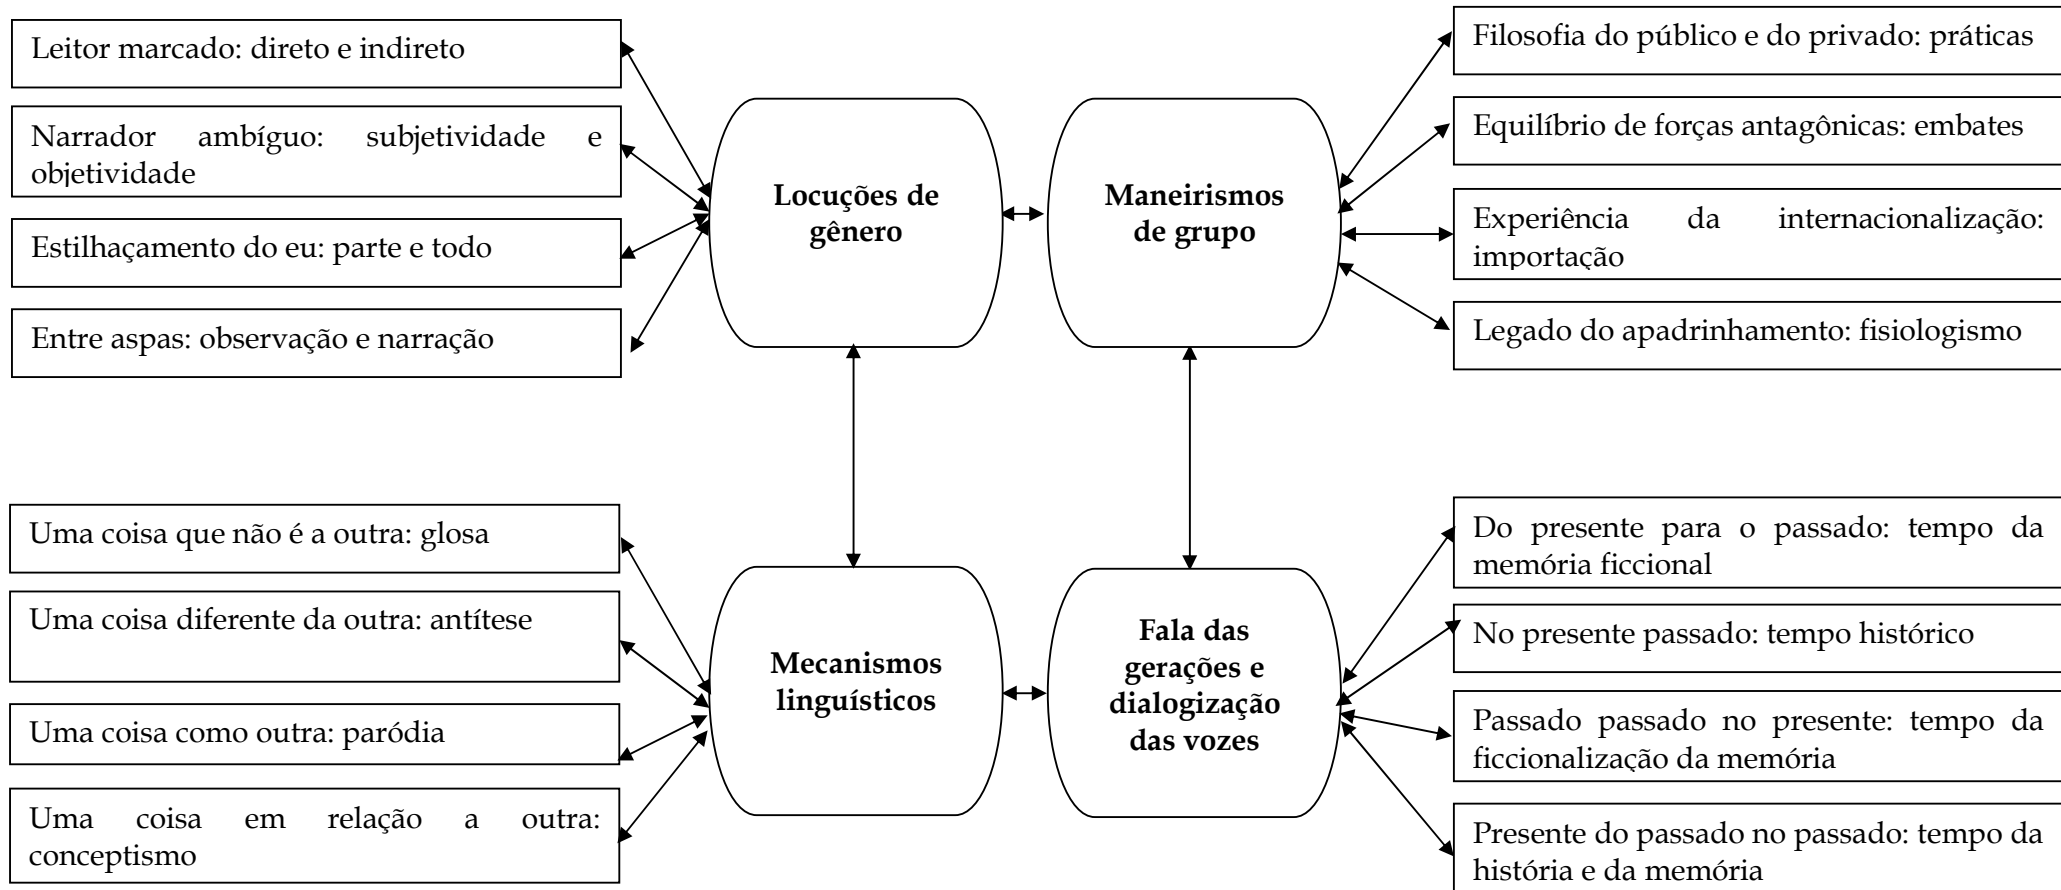 Leitor marcado: direto e indireto
Narrador ambíguo: subjetividade e
objetividade
Estilhaçamento do eu: parte e todo
Entre aspas: observação e narração
Locuções de
gênero
Maneirismos
de grupo
Filosofia do público e do privado: práticas
Equilíbrio de forças antagônicas: embates
Experiência da internacionalização:
importação
Legado do apadrinhamento: fisiologismo
Uma coisa que não é a outra: glosa
Uma coisa diferente da outra: antítese
Uma coisa como outra: paródia
Uma coisa em relação a outra:
conceptismo
Mecanismos
linguísticos
Fala das
gerações e
dialogização
das vozes
Do presente para o passado: tempo da
memória ficcional
No presente passado: tempo histórico
Passado passado no presente: tempo da
ficcionalização da memória
Presente do passado no passado: tempo da
história e da memória